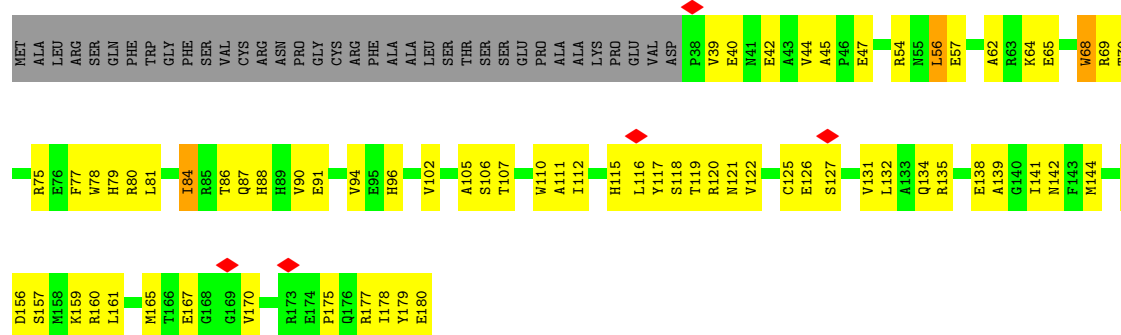 MET ALA LEU ARG SER GLN PHE TRP GLY PHE SER VAL CYS ARG ASN PRO GLY CYS ARG PHE ALA ALA LEU SER THR SER SER GLU PRO ALA ALA LYS PRO GLU VAL ASP P38 V39 E40 N41 E42 A43 V44 A45 P46 E47 R54 N55 L56 E57 A62 R63 K64 E65 W68 R69
R75 E76 F77 W78 H79 R80 L81 I84 R85 T86 Q87 H88 H89 V90 E91 V94 E95 H96 V102 A105 S106 T107 W110 A111 I112 H115 L116 Y117 S118 T119 R120 N121 V122 C125 E126 S127 V131 L132 A133 Q134 R135 E138 A139 G140 I141 N142 F143 M144
D156 S157 M158 K159 R160 L161 M165 T166 E167 G168 G169 V170 R173 E174 P175 Q176 R177 I178 Y179 E180